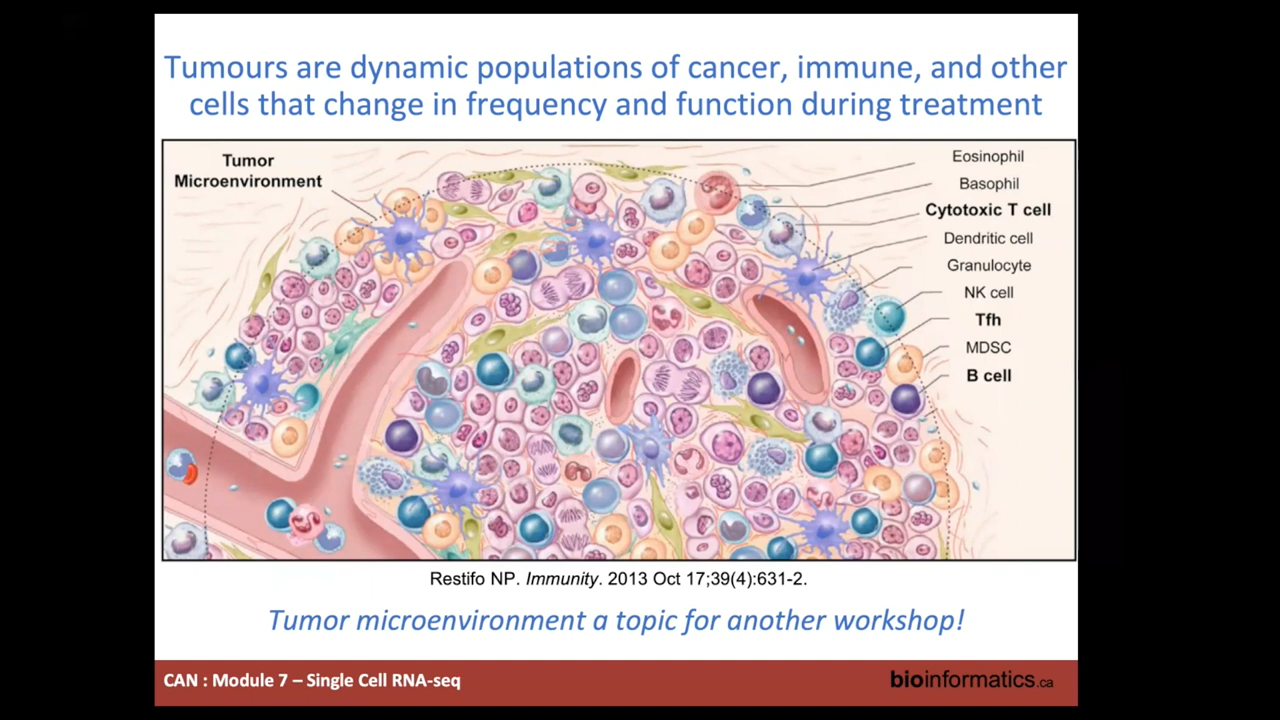 Tumours are dynamic populations of cancer, immune, and other
cells that change in frequency and function during treatment
Tumor
Microenvironment
Eosinophil
Basophil
Cytotoxic T cell
Dendritic cell
Granulocyte
NK cell
Tfh
MDSC
B cell
Restifo NP. Immunity. 2013 Oct 17;39(4):631-2.
Tumor microenvironment a topic for another workshop!
CAN : Module 7 – Single Cell RNA-seq
bioinformatics.ca